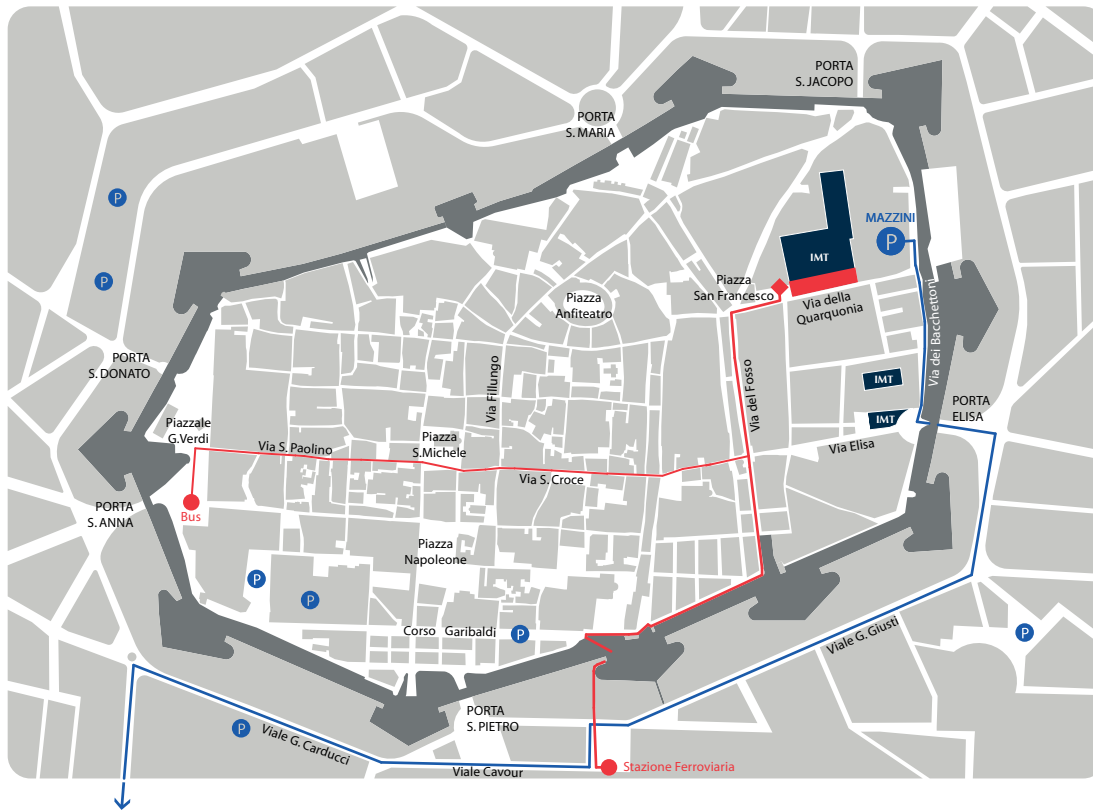 PORTA
S. JACOPO
PORTA
S. MARIA
P
MAZZINI
P
IMT
P
Piazza
San Francesco
Piazza
Anfiteatro
Via della
Quarquonia
Via dei Bacchettoni
PORTA
S. DONATO
Via Fillungo
Via del Fosso
IMT
PORTA
ELISA
IMT
Piazzale
G.Verdi
Via S. Paolino
Piazza
S.Michele
Via Elisa
Via S. Croce
PORTA
S. ANNA
Bus
Piazza
Napoleone
P
P
Corso Garibaldi
P
P
Viale G. Giusti
PORTA
S. PIETRO
P
Viale G. Carducci
Viale Cavour
Stazione Ferroviaria